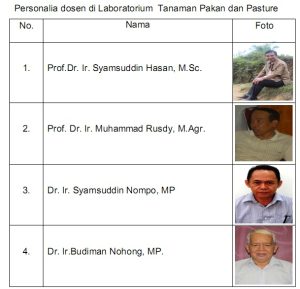 Personalia dosen di Laboratorium Tanaman Pakan dan Pasture
No. Nama Foto
1. Prof.Dr. Ir. Syamsuddin Hasan, M.Sc.
2. Prof. Dr. Ir. Muhammad Rusdy, M.Agr.
3. Dr. Ir. Syamsuddin Nompo, MP
4. Dr. Ir.Budiman Nohong, MP.